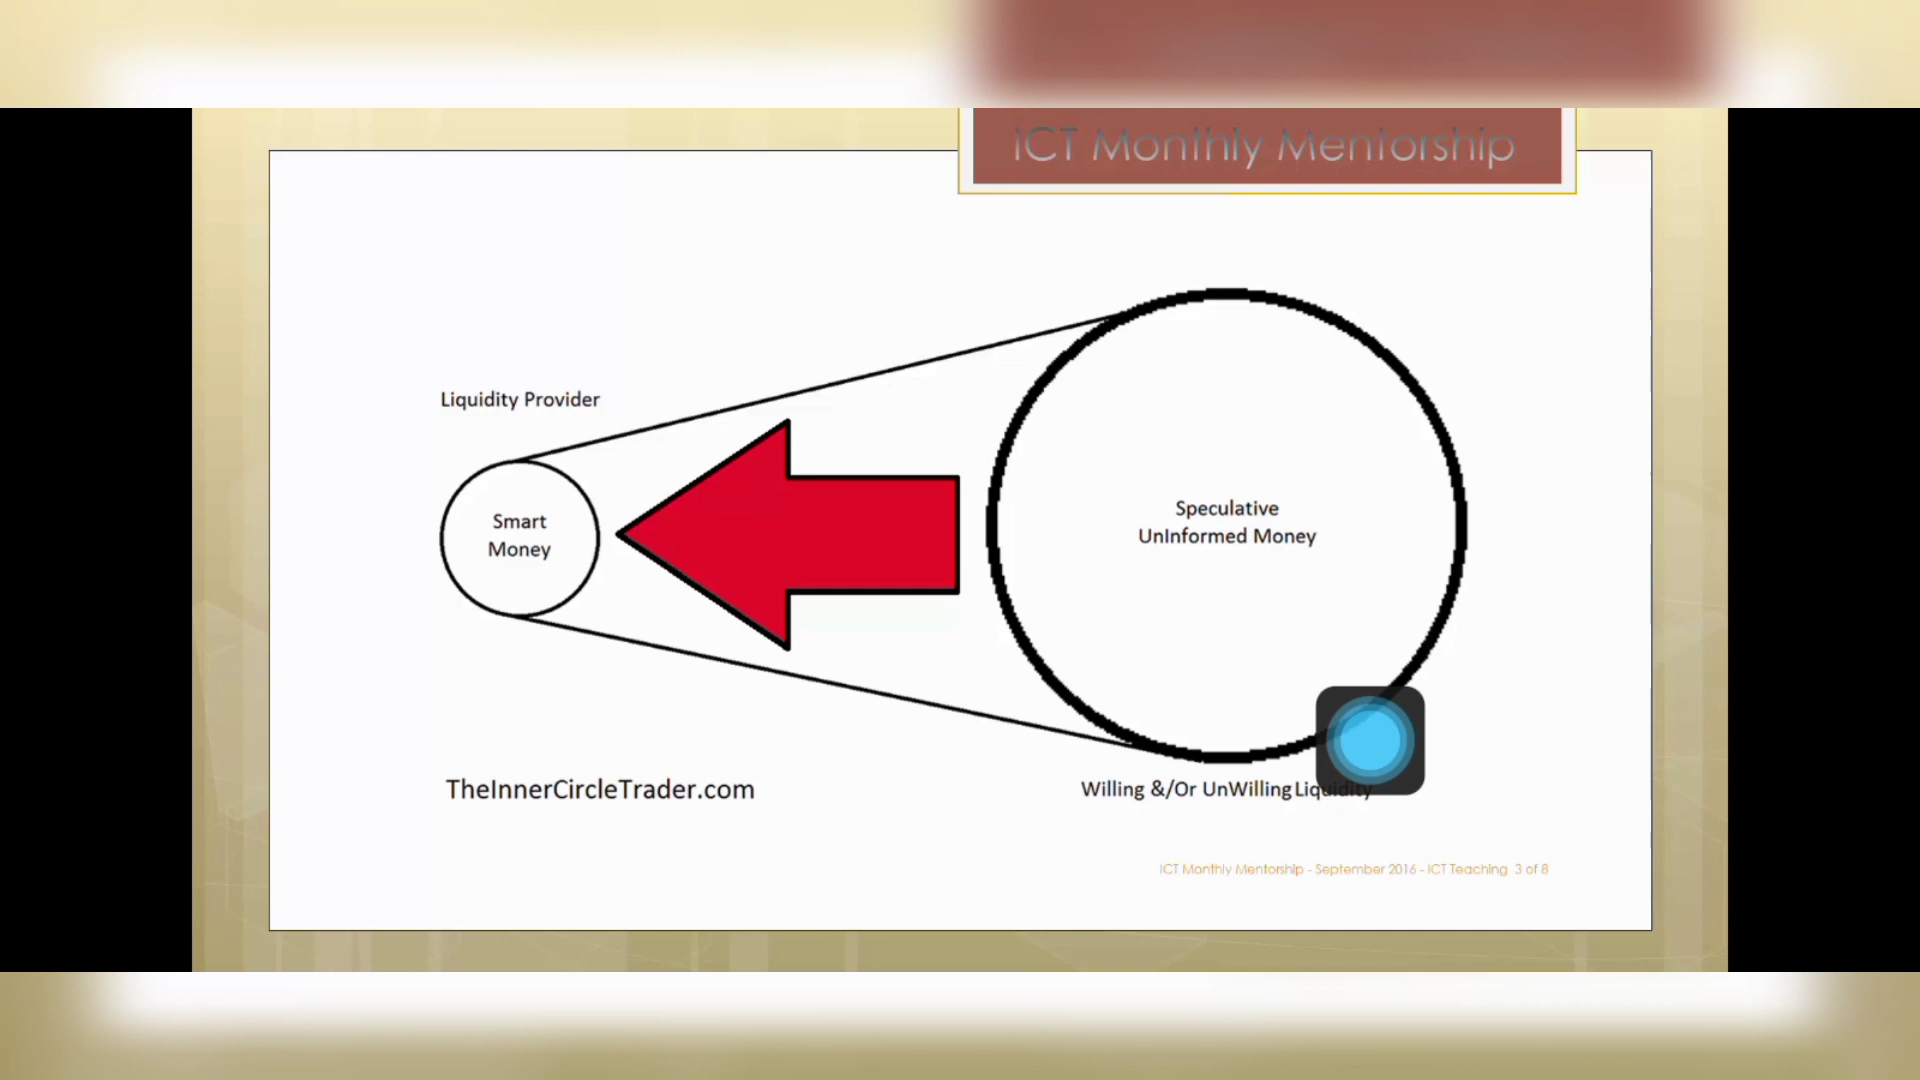 ICT Monthly Mentorship
Liquidity Provider
Smart
Money
Speculative
UnInformed Money
TheInnerCircleTrader.com
Willing &/Or UnWilling Liquidity
ICT Monthly Mentorship - September 2016 - ICT Teaching 3 of 8